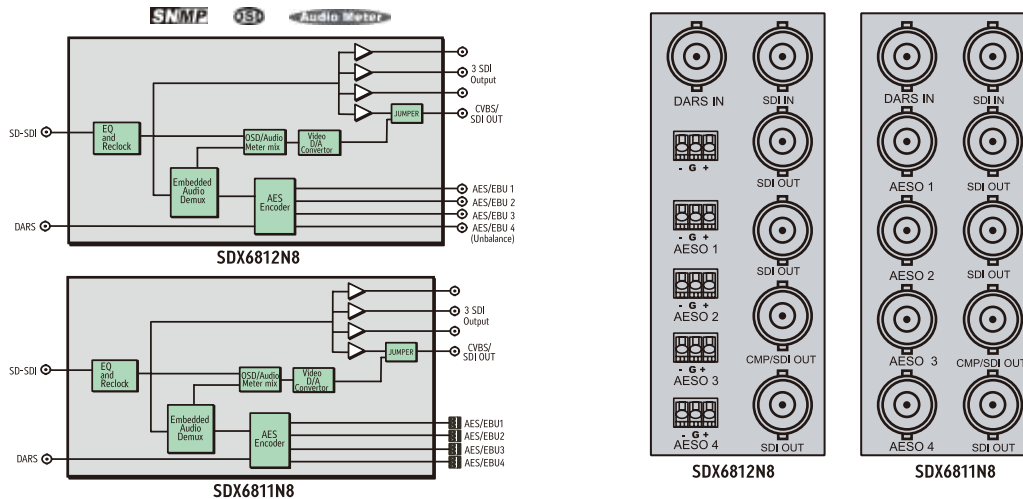 SNMP OSD Audio Meter
3 SDI
Output
CVBS/
SDI OUT
JUMPER
SD-SDI
EQ
and
Reclock
OSD/Audio
Meter mix
Video
D/A
Convertor
Embedded
Audio
Demux
AES
Encoder
AES/EBU 1
AES/EBU 2
AES/EBU 3
AES/EBU 4
(Unbalance)
DARS
SDX6812N8
3 SDI
Output
CVBS/
SDI OUT
JUMPER
SD-SDI
EQ
and
Reclock
OSD/Audio
Meter mix
Video
D/A
Convertor
Embedded
Audio
Demux
AES
Encoder
AES/EBU1
AES/EBU2
AES/EBU3
AES/EBU4
DARS
SDX6811N8
DARS IN
SDI IN
- G +
SDI OUT
- G +
AESO 1
SDI OUT
- G +
AESO 2
CMP/SDI OUT
- G +
AESO 3
- G +
AESO 4
SDI OUT
SDX6812N8
DARS IN
SDI IN
AESO 1
SDI OUT
AESO 2
SDI OUT
AESO 3
CMP/SDI OUT
AESO 4
SDI OUT
SDX6811N8